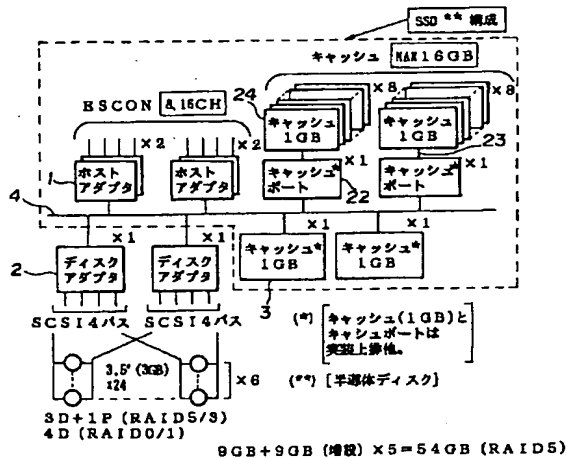 SSD ** 構成
キャッシュ MAX16GB
ESCON 8,16CH
24
×8
×8
キャッシュ
1GB
キャッシュ
1GB
23
×2
×2
×1
×1
1
ホスト
アダプタ
ホスト
アダプタ
キャッシュ*
ポート
22
キャッシュ*
ポート
4
×1
×1
×1
×1
2
ディスク
アダプタ
ディスク
アダプタ
キャッシュ*
1GB
キャッシュ*
1GB
3
SCSI4パス
SCSI4パス
(*) キャッシュ(1GB)と
キャシュポートは
実装上排他。
3.5"(3GB)
×24
×6
(**) [半導体ディスク]
3D+1P (RAID5/3)
4D (RAID0/1)
9GB+9GB (増設) ×5=54GB (RAID5)